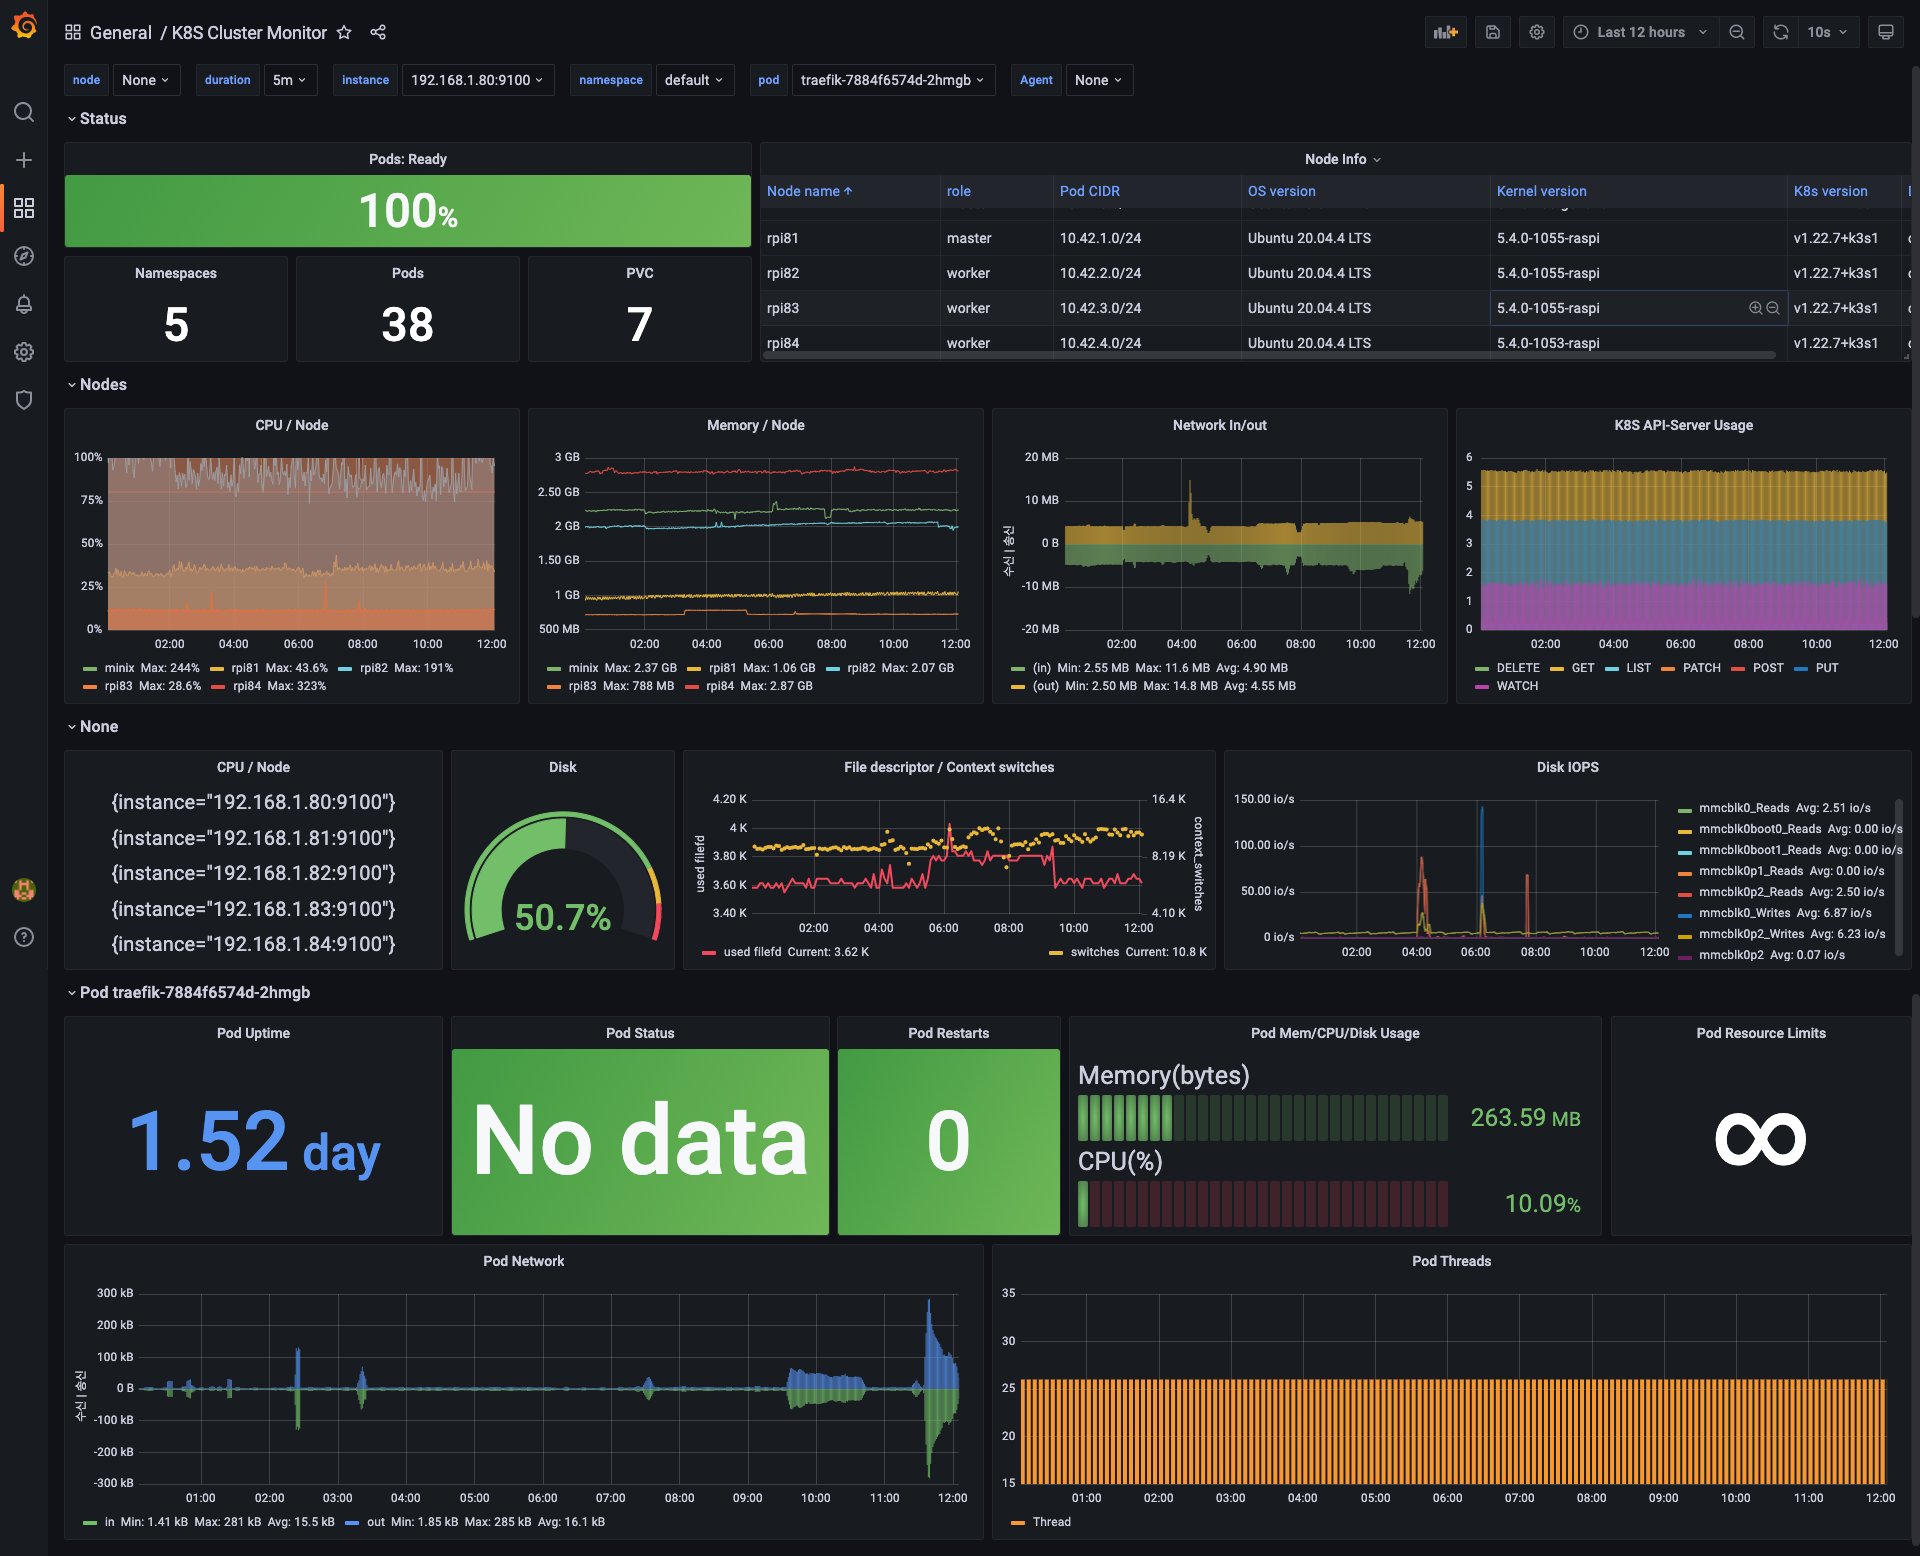 General / K8S Cluster Monitor
Last 12 hours
10s
node None duration 5m instance 192.168.1.80:9100 namespace default pod traefik-7884f6574d-2hmgb Agent None
Status
Pods: Ready
100%
Namespaces
5
Pods
38
PVC
7
Node Info
Node name role Pod CIDR OS version Kernel version K8s version
rpi81 master 10.42.1.0/24 Ubuntu 20.04.4 LTS 5.4.0-1055-raspi v1.22.7+k3s1
rpi82 worker 10.42.2.0/24 Ubuntu 20.04.4 LTS 5.4.0-1055-raspi v1.22.7+k3s1
rpi83 worker 10.42.3.0/24 Ubuntu 20.04.4 LTS 5.4.0-1055-raspi v1.22.7+k3s1
rpi84 worker 10.42.4.0/24 Ubuntu 20.04.4 LTS 5.4.0-1053-raspi v1.22.7+k3s1
Nodes
CPU / Node
100%
75%
50%
25%
0%
02:00 04:00 06:00 08:00 10:00 12:00
minix Max: 244% rpi81 Max: 43.6% rpi82 Max: 191%
rpi83 Max: 28.6% rpi84 Max: 323%
Memory / Node
3 GB
2.50 GB
2 GB
1.50 GB
1 GB
500 MB
02:00 04:00 06:00 08:00 10:00 12:00
minix Max: 2.37 GB rpi81 Max: 1.06 GB rpi82 Max: 2.07 GB
rpi83 Max: 788 MB rpi84 Max: 2.87 GB
Network In/out
수신 | 송신
20 MB
10 MB
0 B
-10 MB
-20 MB
02:00 04:00 06:00 08:00 10:00 12:00
(in) Min: 2.55 MB Max: 11.6 MB Avg: 4.90 MB
(out) Min: 2.50 MB Max: 14.8 MB Avg: 4.55 MB
K8S API-Server Usage
6
5
4
3
2
1
0
02:00 04:00 06:00 08:00 10:00 12:00
DELETE GET LIST PATCH POST PUT
WATCH
None
CPU / Node
{instance="192.168.1.80:9100"}
{instance="192.168.1.81:9100"}
{instance="192.168.1.82:9100"}
{instance="192.168.1.83:9100"}
{instance="192.168.1.84:9100"}
Disk
50.7%
File descriptor / Context switches
used filefd
4.20 K
4 K
3.80 K
3.60 K
3.40 K
16.4 K
8.19 K
4.10 K
context_switches
02:00 04:00 06:00 08:00 10:00 12:00
used filefd Current: 3.62 K switches Current: 10.8 K
Disk IOPS
150.00 io/s
100.00 io/s
50.00 io/s
0 io/s
02:00 04:00 06:00 08:00 10:00 12:00
mmcblk0_Reads Avg: 2.51 io/s
mmcblk0boot0_Reads Avg: 0.00 io/s
mmcblk0boot1_Reads Avg: 0.00 io/s
mmcblk0p1_Reads Avg: 0.00 io/s
mmcblk0p2_Reads Avg: 2.50 io/s
mmcblk0_Writes Avg: 6.87 io/s
mmcblk0p2_Writes Avg: 6.23 io/s
mmcblk0p2 Avg: 0.07 io/s
Pod traefik-7884f6574d-2hmgb
Pod Uptime
1.52 day
Pod Status
No data
Pod Restarts
0
Pod Mem/CPU/Disk Usage
Memory(bytes)
263.59 MB
CPU(%)
10.09%
Pod Resource Limits
∞
Pod Network
수신 | 송신
300 kB
200 kB
100 kB
0 B
-100 kB
-200 kB
-300 kB
01:00 02:00 03:00 04:00 05:00 06:00 07:00 08:00 09:00 10:00 11:00 12:00
in Min: 1.41 kB Max: 281 kB Avg: 15.5 kB out Min: 1.85 kB Max: 285 kB Avg: 16.1 kB
Pod Threads
35
30
25
20
15
01:00 02:00 03:00 04:00 05:00 06:00 07:00 08:00 09:00 10:00 11:00 12:00
Thread